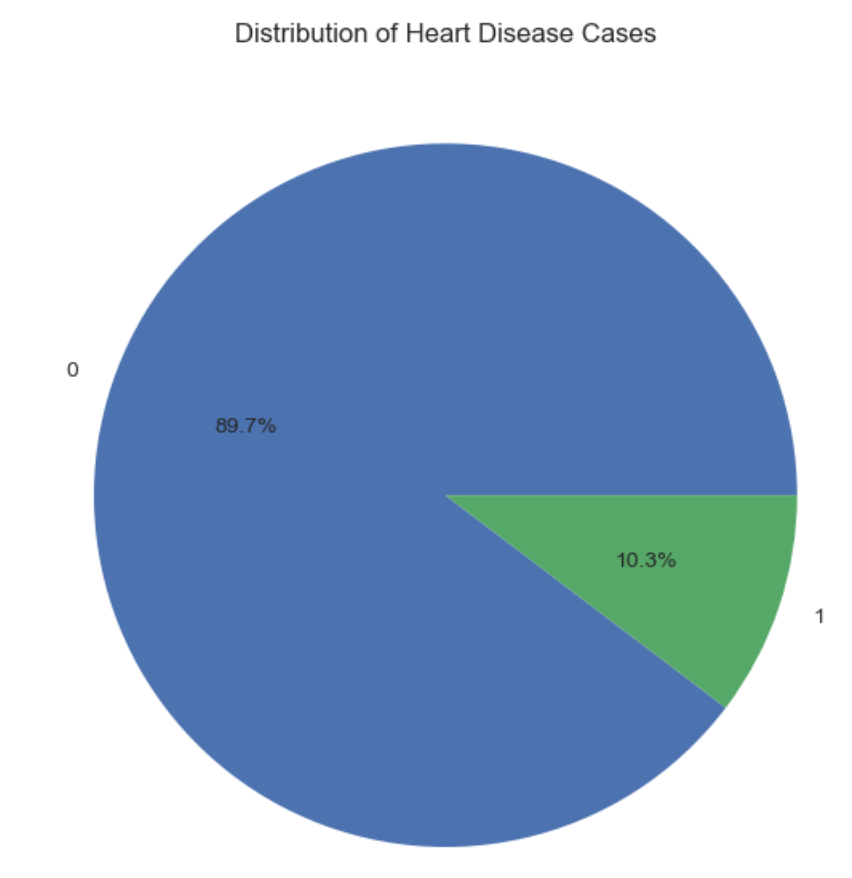 Distribution of Heart Disease Cases
0
89.7%
10.3%
1